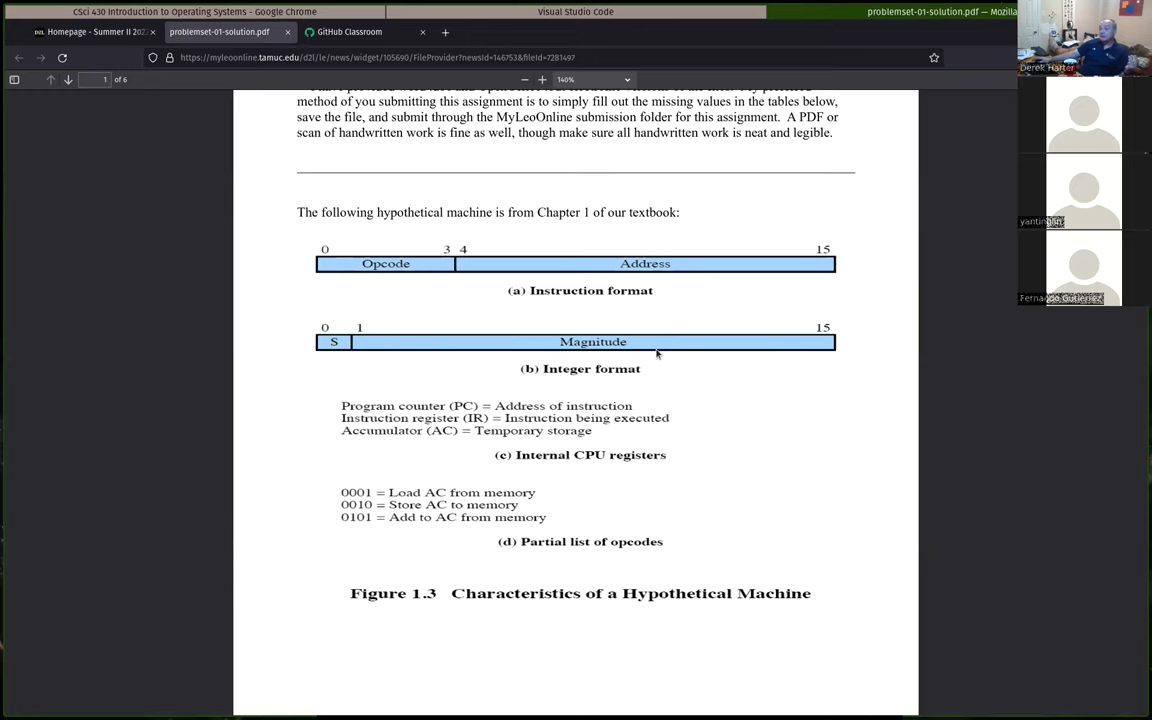 CSci 430 Introduction to Operating Systems - Google Chrome
Visual Studio Code
problemset-01-solution.pdf — Mozilla
Homepage - Summer II
problemset-01-solution.pdf
GitHub Classroom
https://myleoonline.tamuc.edu/d2l/le/news/widget/105690/FileProvider?newsId=146753&fileId=7281497
1 of 6
140%
Derek Harter
method of you submitting this assignment is to simply fill out the missing values in the tables below,
save the file, and submit through the MyLeoOnline submission folder for this assignment. A PDF or
scan of handwritten work is fine as well, though make sure all handwritten work is neat and legible.
The following hypothetical machine is from Chapter 1 of our textbook:
0 3 4 15
Opcode Address
(a) Instruction format
0 1 15
S Magnitude
(b) Integer format
Program counter (PC) = Address of instruction
Instruction register (IR) = Instruction being executed
Accumulator (AC) = Temporary storage
(c) Internal CPU registers
0001 = Load AC from memory
0010 = Store AC to memory
0101 = Add to AC from memory
(d) Partial list of opcodes
Figure 1.3 Characteristics of a Hypothetical Machine
Fernando Gutierrez